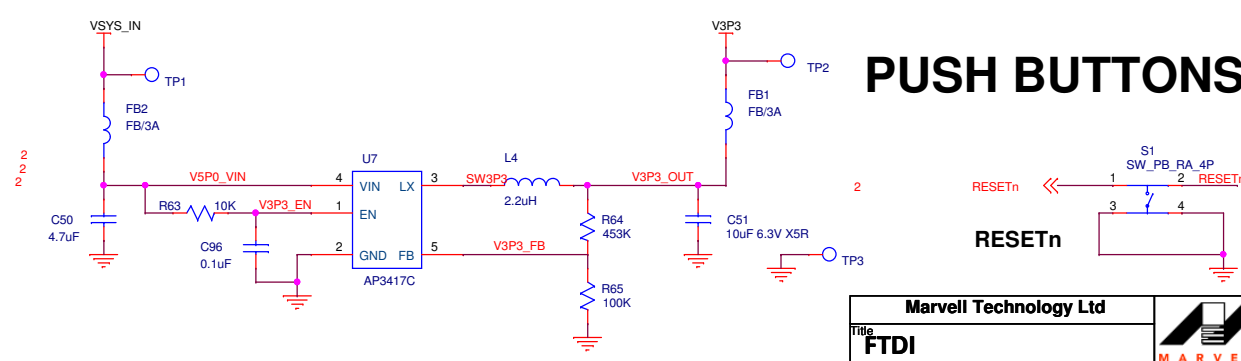 VSYS_IN
V3P3
TP1
TP2
PUSH BUTTONS
FB2
FB/3A
FB1
FB/3A
2
2
2
V5P0_VIN
U7
4
VIN
LX
3
SW3P3
L4
2.2uH
V3P3_OUT
2
RESETn
S1
SW_PB_RA_4P
1
2
RESETn
3
4
R63
10K
V3P3_EN
1
EN
C50
4.7uF
C96
0.1uF
2
GND
FB
5
V3P3_FB
AP3417C
R64
453K
C51
10uF 6.3V X5R
RESETn
TP3
R65
100K
Marvell Technology Ltd
Title
FTDI
M A R V E